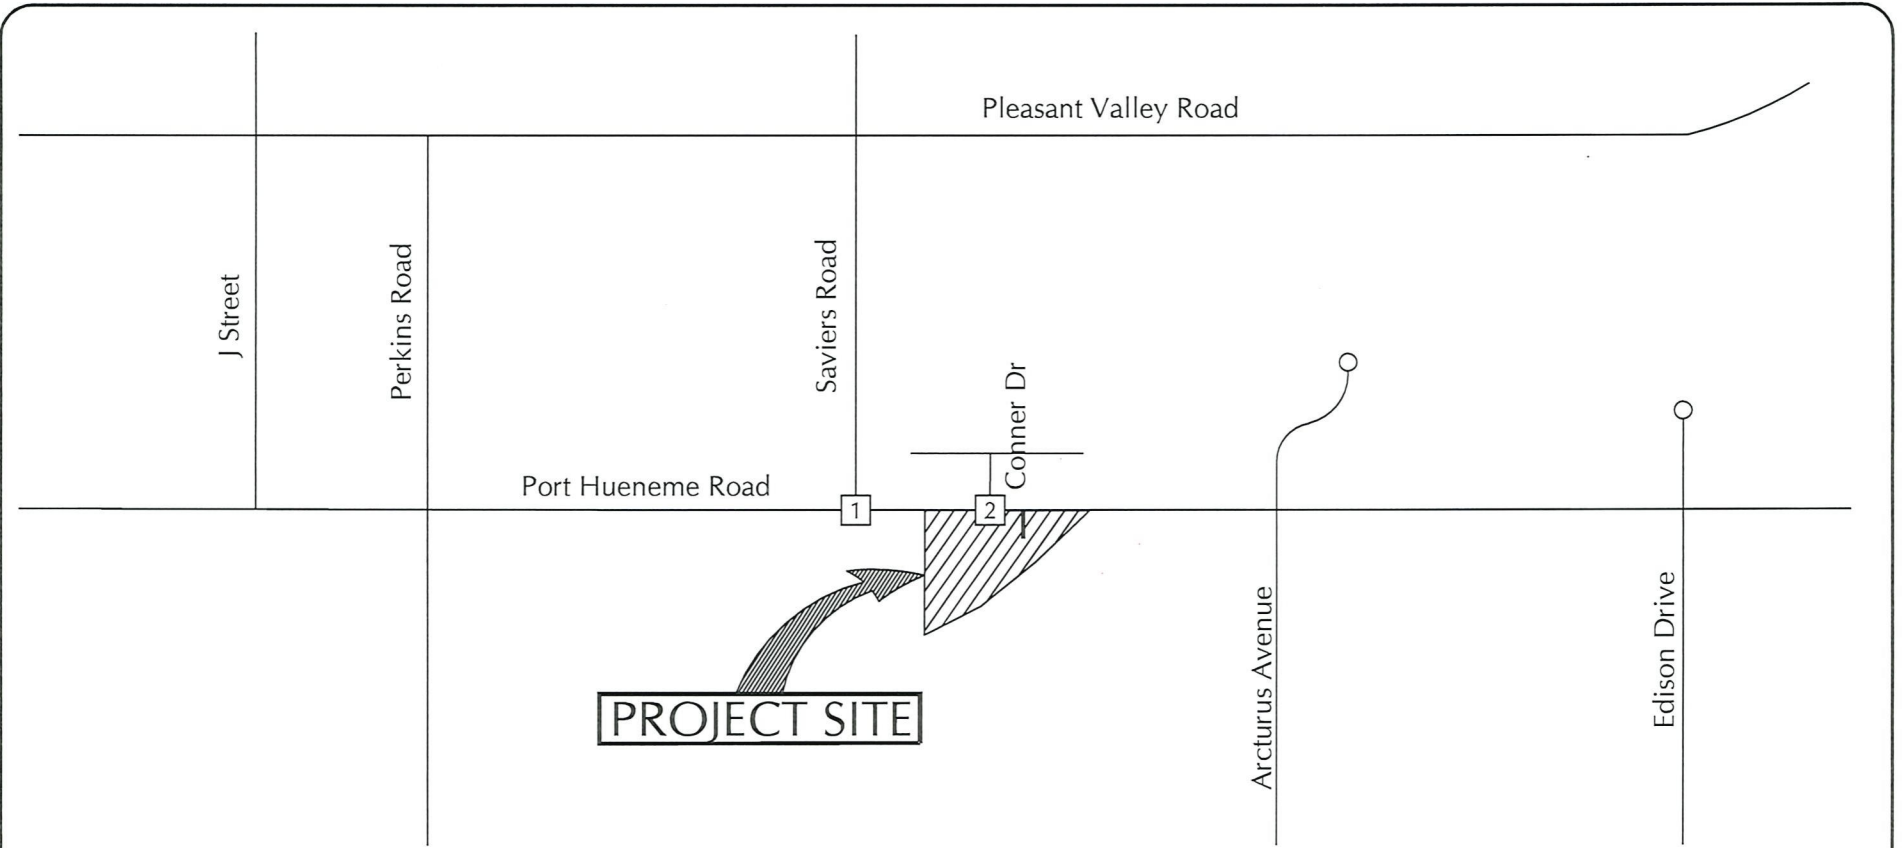 Pleasant Valley Road
J Street
Perkins Road
Saviers Road
Conner Dr
Port Hueneme Road
1
2
PROJECT SITE
Arcturus Avenue
Edison Drive